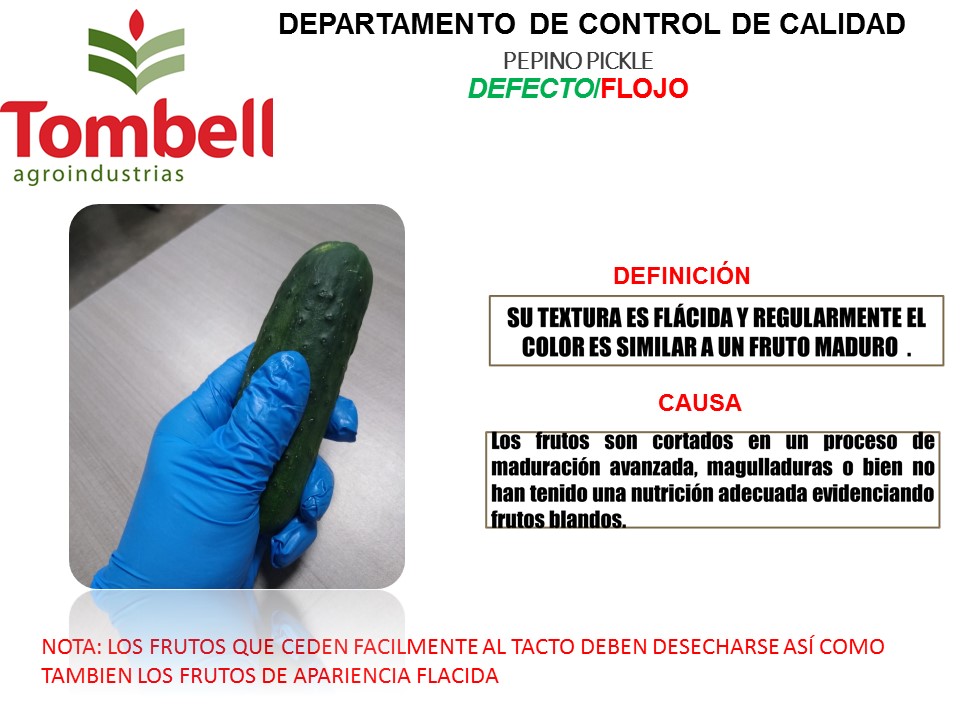 DEPARTAMENTO DE CONTROL DE CALIDAD
PEPINO PICKLE
DEFECTO/FLOJO
Tombell
agroindustrias
DEFINICIÓN
SU TEXTURA ES FLÁCIDA Y REGULARMENTE EL
COLOR ES SIMILAR A UN FRUTO MADURO .
CAUSA
Los frutos son cortados en un proceso de
maduración avanzada, magulladuras o bien no
han tenido una nutrición adecuada evidenciando
frutos blandos.
NOTA: LOS FRUTOS QUE CEDEN FACILMENTE AL TACTO DEBEN DESECHARSE ASÍ COMO
TAMBIEN LOS FRUTOS DE APARIENCIA FLACIDA